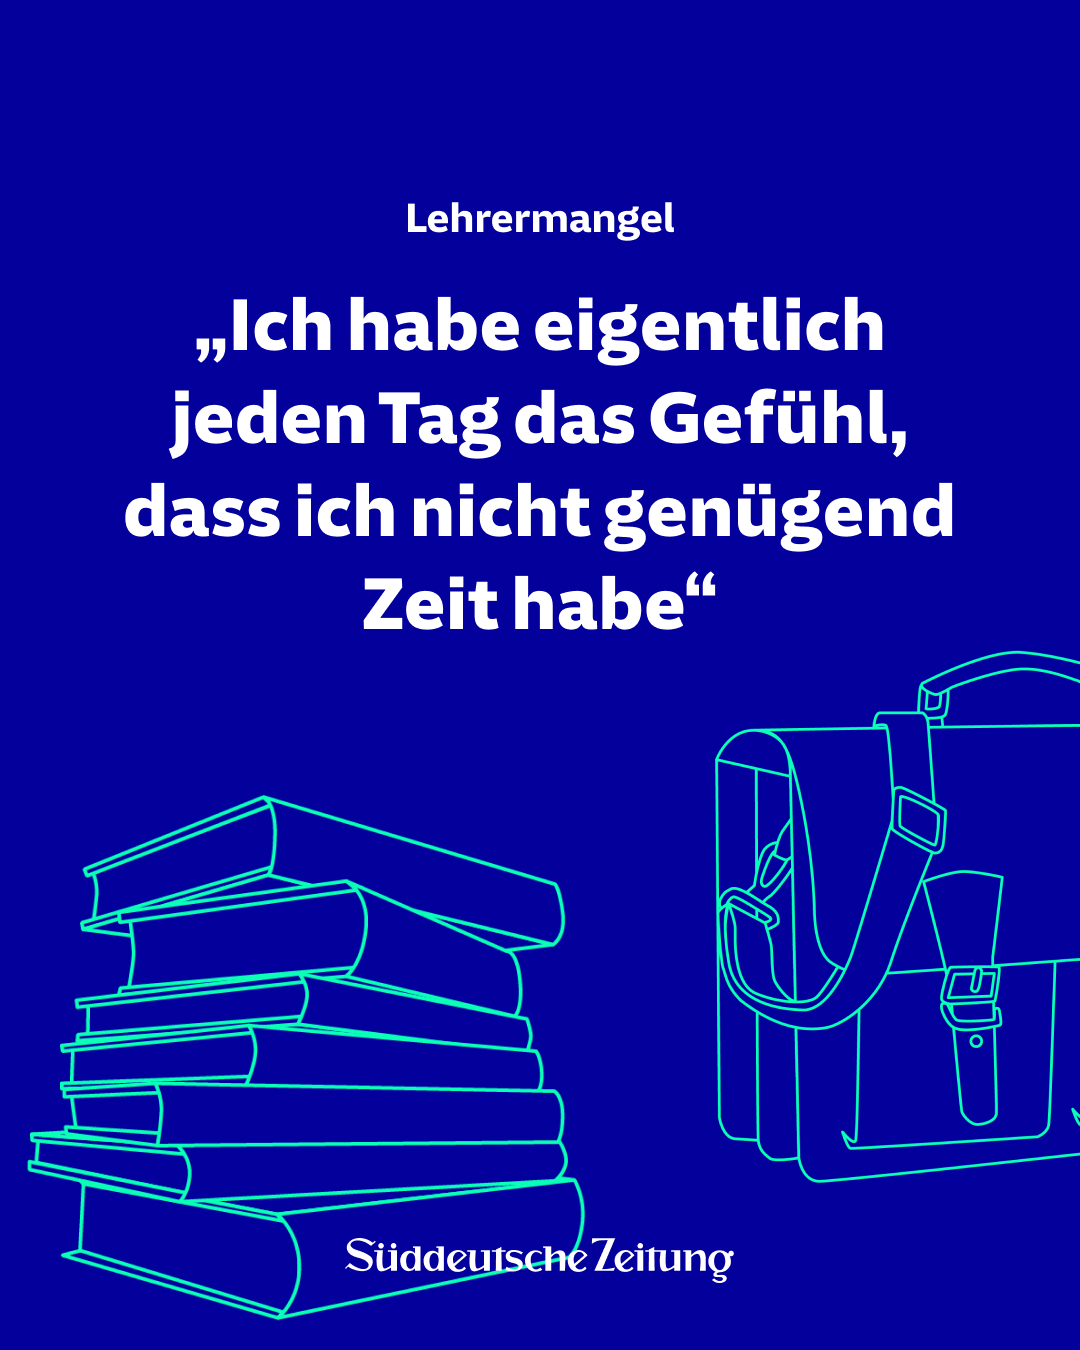 Lehrermangel
„Ich habe eigentlich
jeden Tag das Gefühl,
dass ich nicht genügend
Zeit habe“
Süddeutsche Zeitung